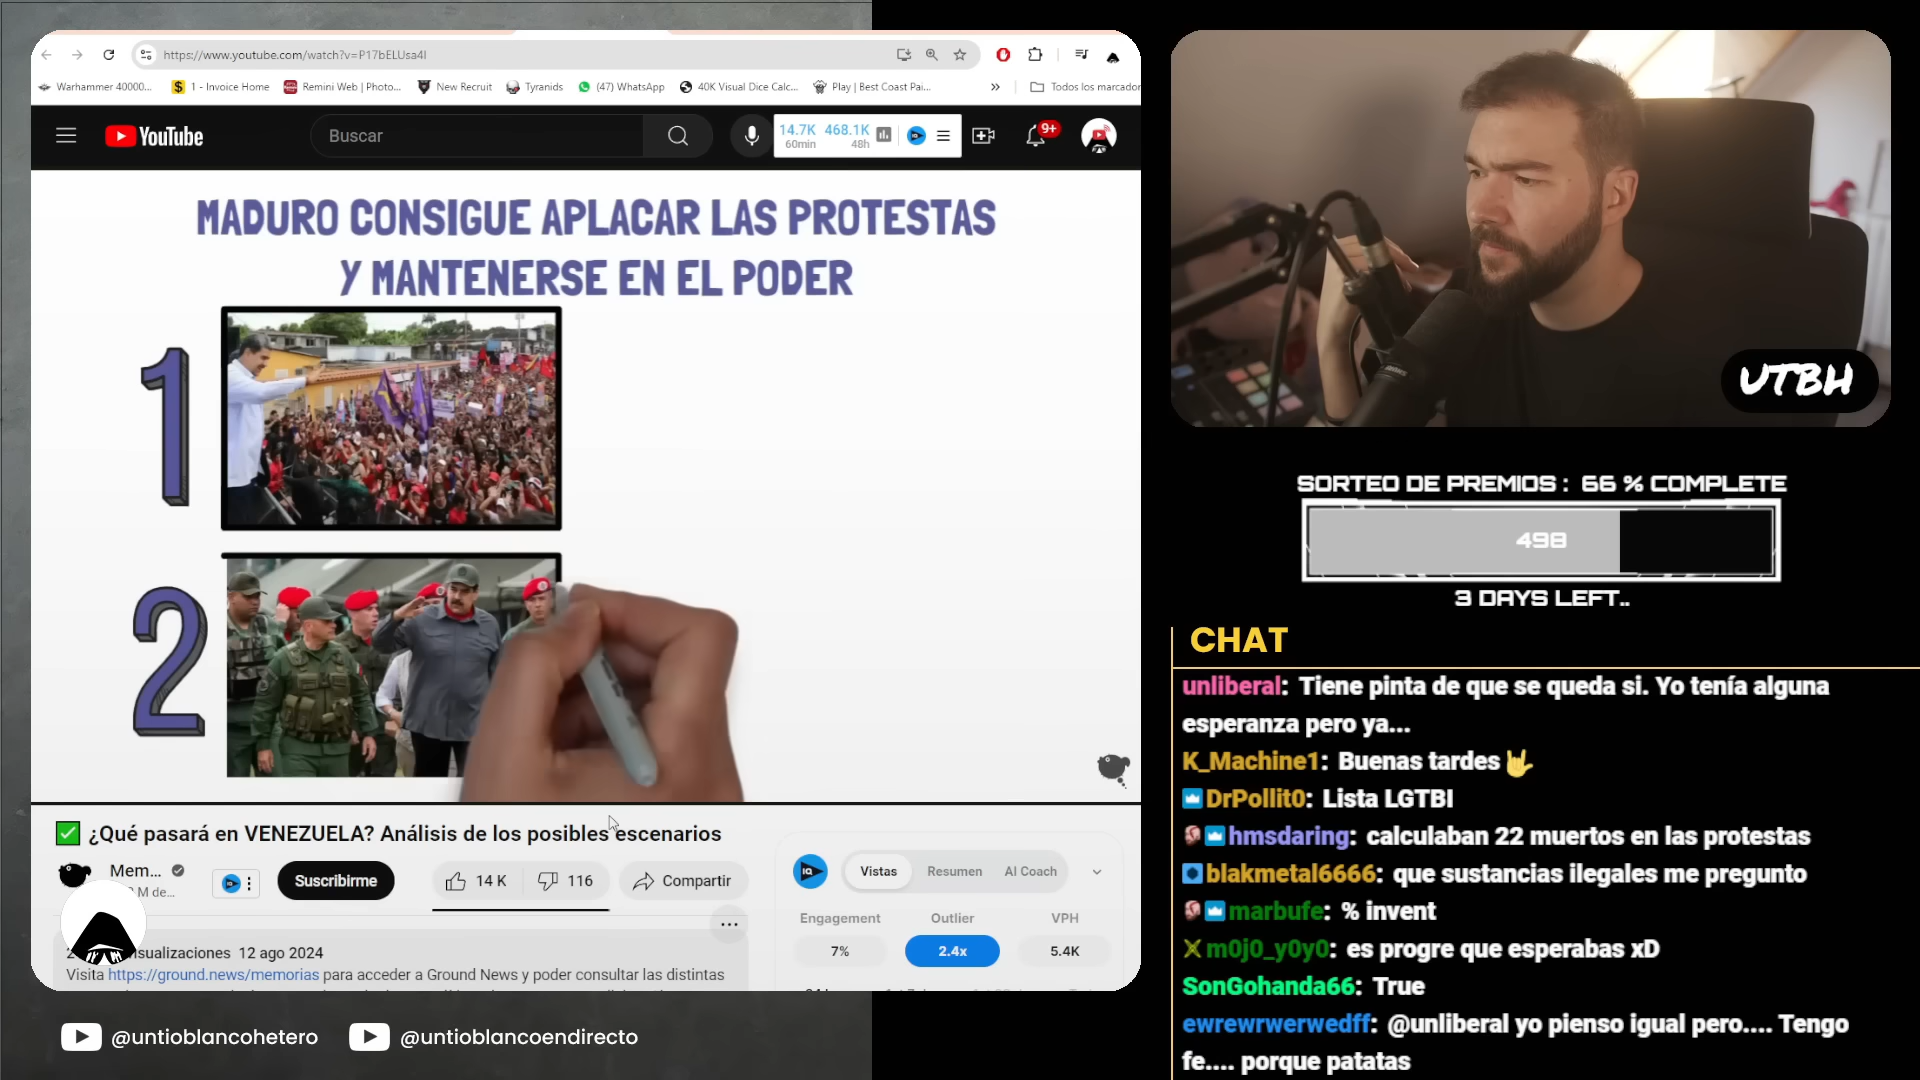 https://www.youtube.com/watch?v=P17bELUsa4I
Warhammer 40000...
1 - Invoice Home
Remini Web | Photo...
New Recruit
Tyranids
(47) WhatsApp
40K Visual Dice Calc...
Play | Best Coast Pai...
»
Todos los marcador
YouTube
Buscar
14.7K 468.1K
60min 48h
9+
MADURO CONSIGUE APLACAR LAS PROTESTAS
Y MANTENERSE EN EL PODER
1
2
¿Qué pasará en VENEZUELA? Análisis de los posibles escenarios
Mem...
M de...
Suscribirme
14 K
116
Compartir
IQ
Vistas
Resumen
AI Coach
Engagement
Outlier
VPH
7%
2.4x
5.4K
sualizaciones 12 ago 2024
Visita https://ground.news/memorias para acceder a Ground News y poder consultar las distintas
@untioblancohetero
@untioblancoendirecto
UTBH
SORTEO DE PREMIOS : 66 % COMPLETE
498
3 DAYS LEFT..
CHAT
unliberal: Tiene pinta de que se queda si. Yo tenía alguna
esperanza pero ya...
K_Machine1: Buenas tardes 🤟
DrPollit0: Lista LGTBI
hmsdaring: calculaban 22 muertos en las protestas
blakmetal6666: que sustancias ilegales me pregunto
marbufe: % invent
m0j0_y0y0: es progre que esperabas xD
SonGohanda66: True
ewrewrwerwedff: @unliberal yo pienso igual pero.... Tengo
fe.... porque patatas